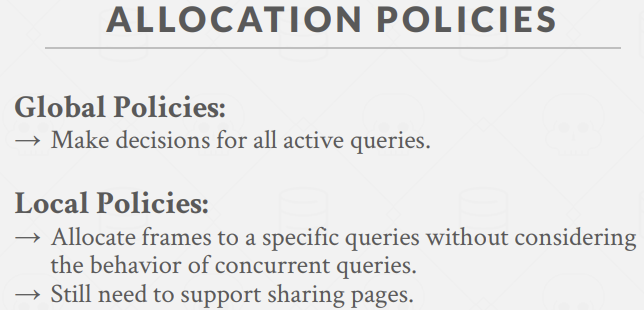 ALLOCATION POLICIES
Global Policies:
→ Make decisions for all active queries.
Local Policies:
→ Allocate frames to a specific queries without considering
the behavior of concurrent queries.
→ Still need to support sharing pages.